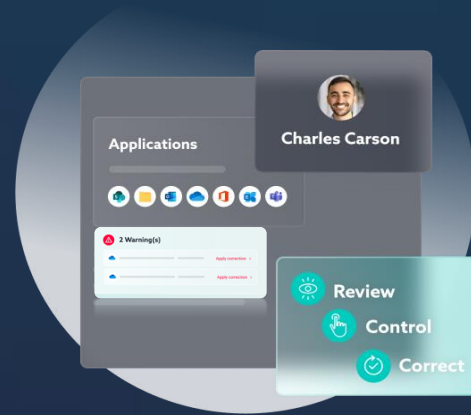 Charles Carson
Applications
2 Warning(s)
Apply correction >
Apply correction >
Review
Control
Correct